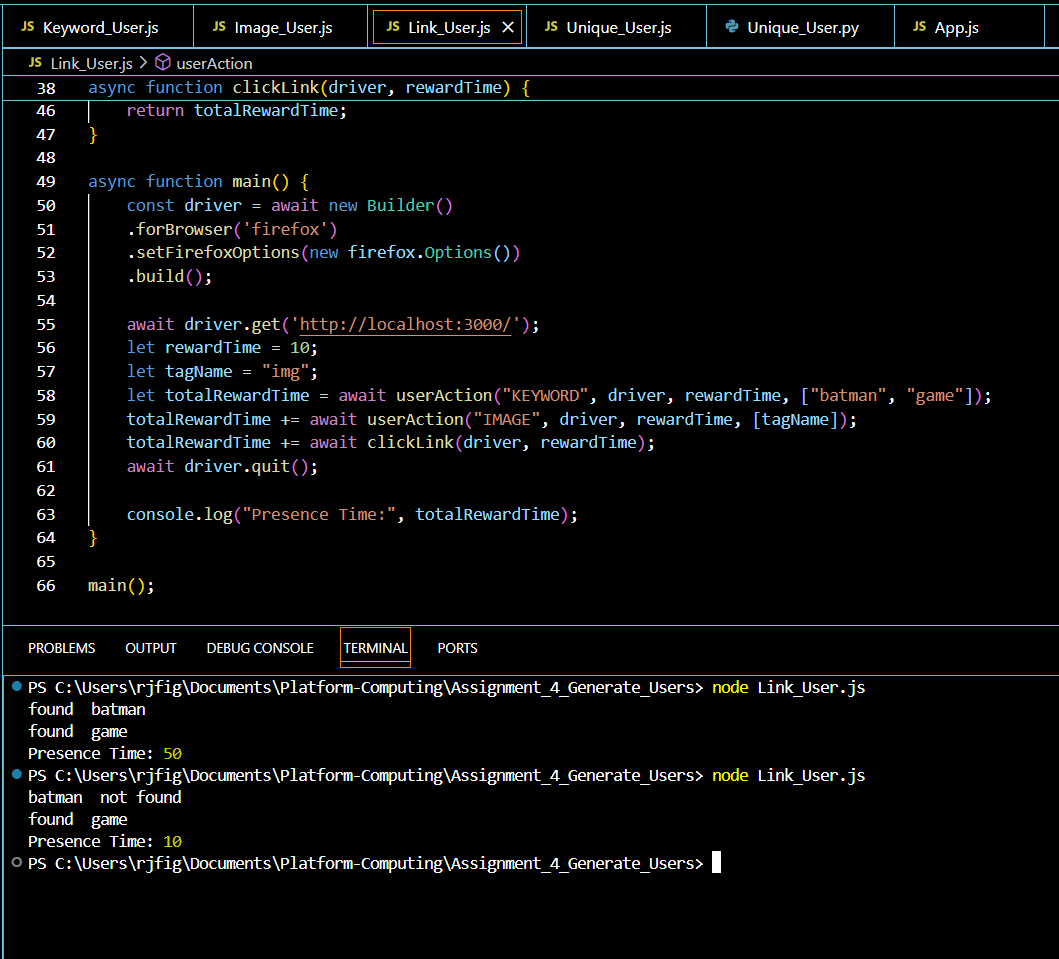 JS Keyword_User.js JS Image_User.js JS Link_User.js JS Unique_User.js Unique_User.py JS App.js
JS Link_User.js userAction
38 async function clickLink(driver, rewardTime) {
46 return totalRewardTime;
47 }
48
49 async function main() {
50 const driver = await new Builder()
51 .forBrowser('firefox')
52 .setFirefoxOptions(new firefox.Options())
53 .build();
54
55 await driver.get('http://localhost:3000/');
56 let rewardTime = 10;
57 let tagName = "img";
58 let totalRewardTime = await userAction("KEYWORD", driver, rewardTime, ["batman", "game"]);
59 totalRewardTime += await userAction("IMAGE", driver, rewardTime, [tagName]);
60 totalRewardTime += await clickLink(driver, rewardTime);
61 await driver.quit();
62
63 console.log("Presence Time:", totalRewardTime);
64 }
65
66 main();
PROBLEMS OUTPUT DEBUG CONSOLE TERMINAL PORTS
PS C:\Users\rjfig\Documents\Platform-Computing\Assignment_4_Generate_Users> node Link_User.js
found  batman
found  game
Presence Time: 50
PS C:\Users\rjfig\Documents\Platform-Computing\Assignment_4_Generate_Users> node Link_User.js
batman  not found
found  game
Presence Time: 10
PS C:\Users\rjfig\Documents\Platform-Computing\Assignment_4_Generate_Users>